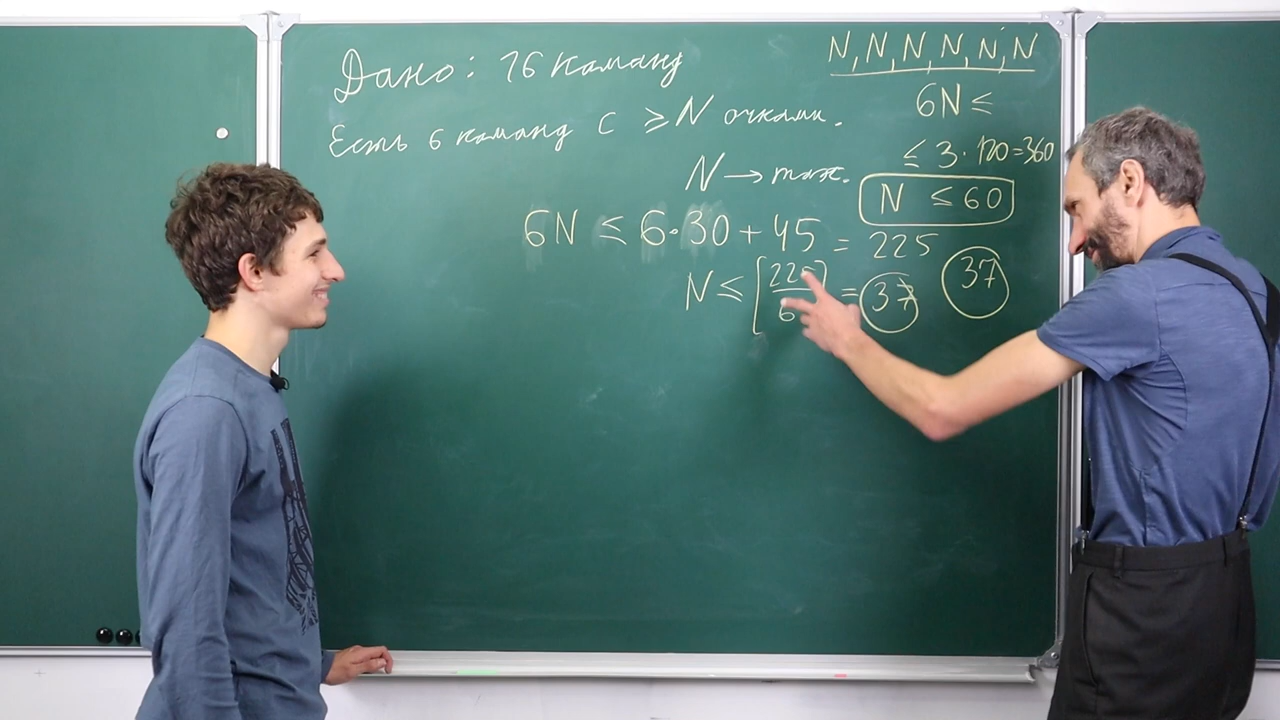 Дано: 16 команд
Есть 6 команд с ≥ N очками.
N → max.
6N ≤ 6·30 + 45 = 225
N ≤ [225/6] = 37
N, N, N, N, N, N
6N ≤
≤ 3·120=360
N ≤ 60
37